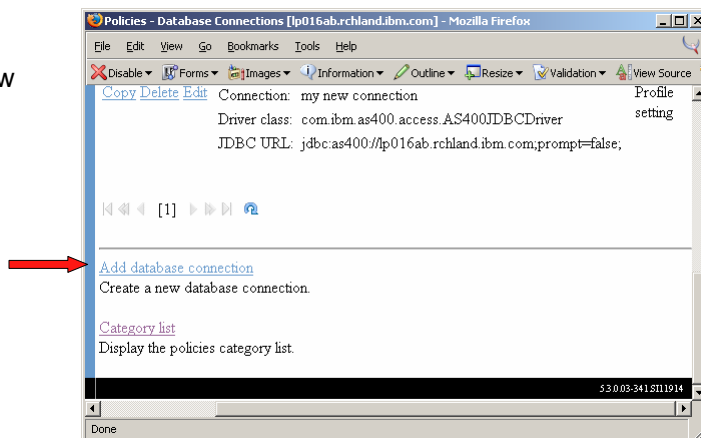 Policies - Database Connections [lp016ab.rchland.ibm.com] - Mozilla Firefox
File Edit View Go Bookmarks Tools Help
w
Disable Forms Images Information Outline Resize Validation View Source
Copy Delete Edit Connection: my new connection Profile setting
Driver class: com.ibm.as400.access.AS400JDBCDriver
JDBC URL: jdbc:as400://lp016ab.rchland.ibm.com;prompt=false;
[1]
Add database connection
Create a new database connection.
Category list
Display the policies category list.
5.3.0.03-341 SI11914
Done